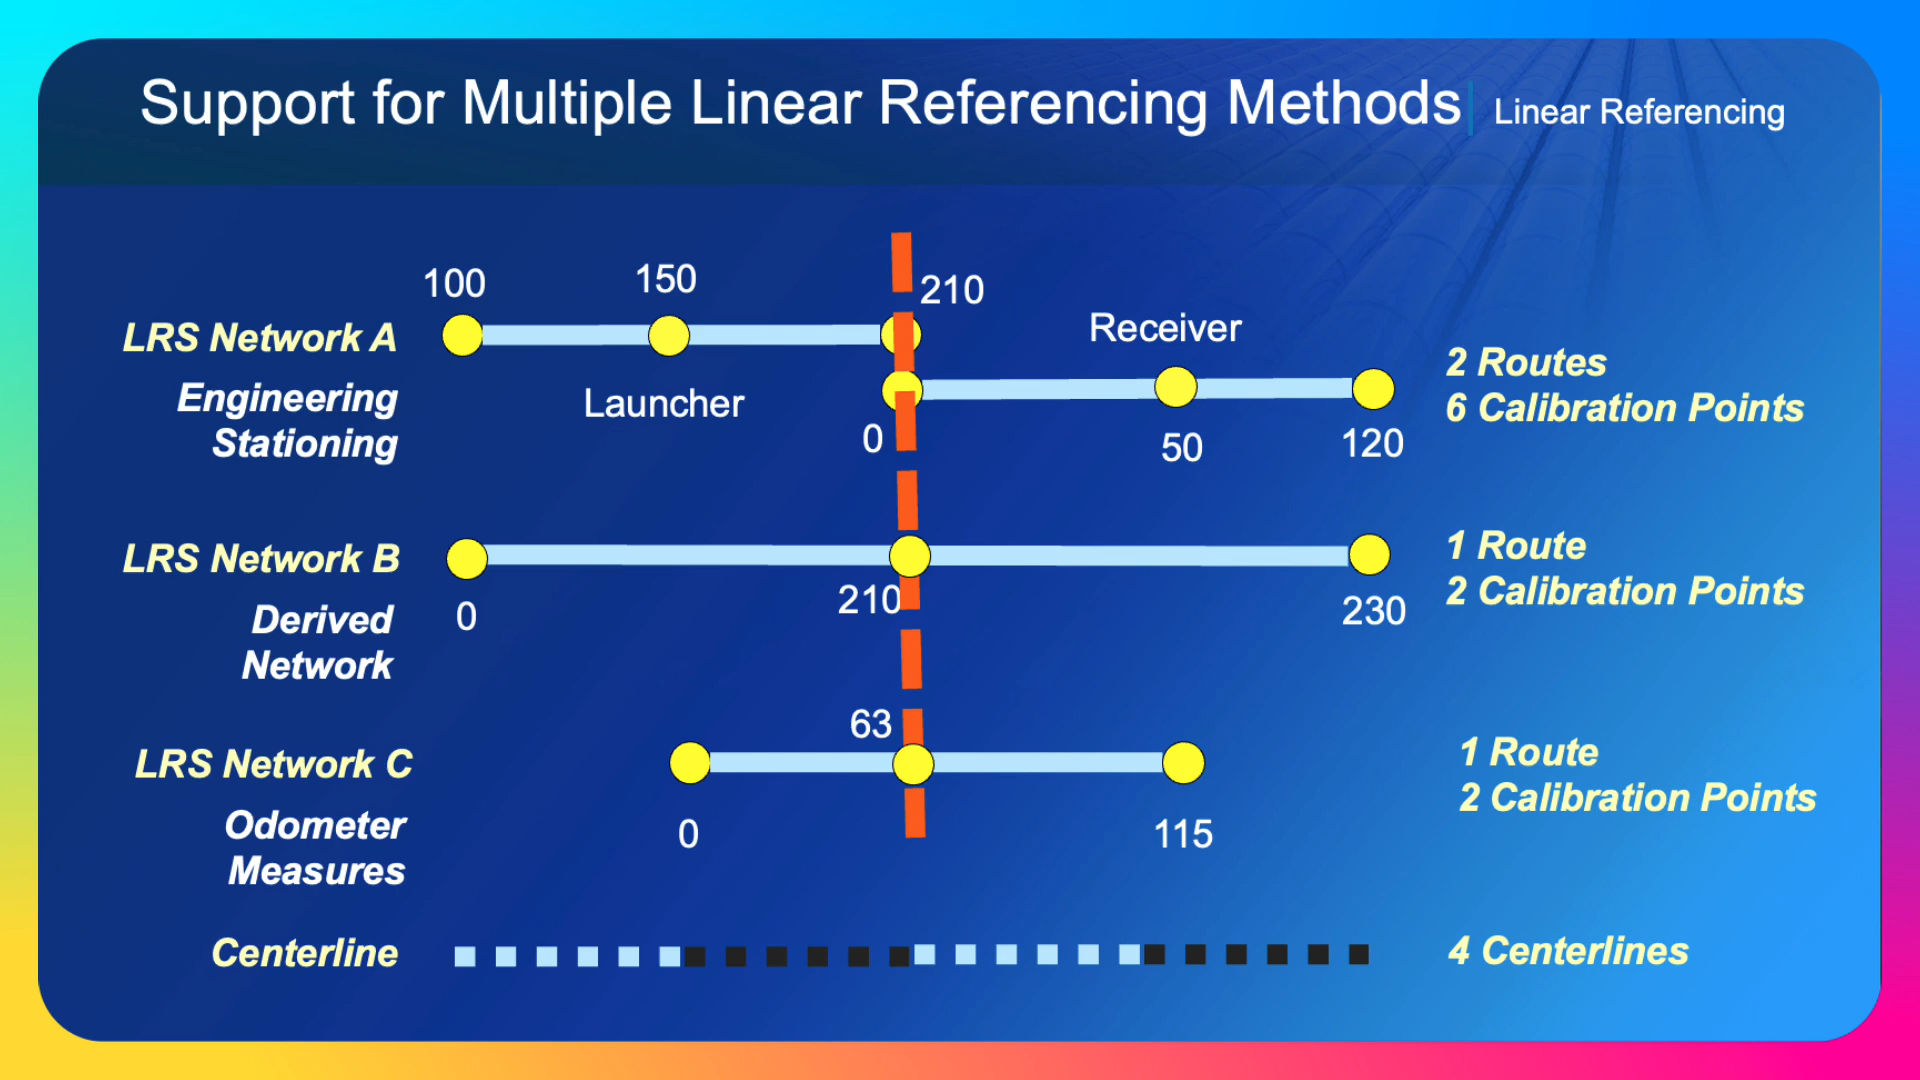 Support for Multiple Linear Referencing Methods| Linear Referencing
100
150
210
LRS Network A
Receiver
2 Routes
Engineering
Launcher
6 Calibration Points
Stationing
0
50
120
LRS Network B
1 Route
2 Calibration Points
0
210
230
Derived
Network
63
LRS Network C
1 Route
2 Calibration Points
0
115
Odometer
Measures
Centerline
4 Centerlines